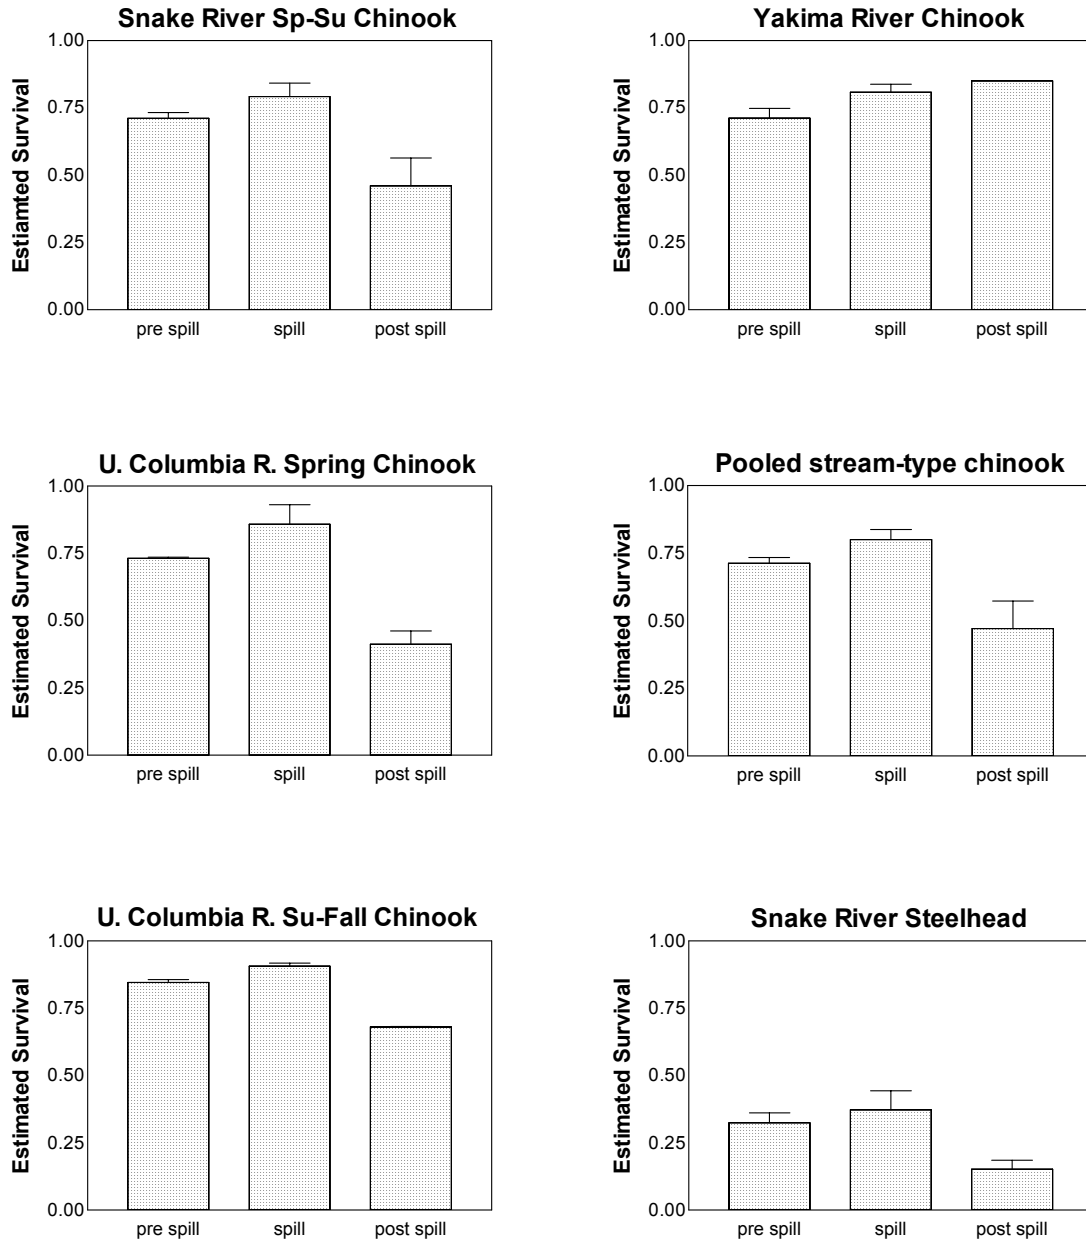 Snake River Sp-Su Chinook
Estiamted Survival
1.00
0.75
0.50
0.25
0.00
pre spill
spill
post spill
Yakima River Chinook
Estimated Survival
1.00
0.75
0.50
0.25
0.00
pre spill
spill
post spill
U. Columbia R. Spring Chinook
Estimated Survival
1.00
0.75
0.50
0.25
0.00
pre spill
spill
post spill
Pooled stream-type chinook
Estimated Survival
1.00
0.75
0.50
0.25
0.00
pre spill
spill
post spill
U. Columbia R. Su-Fall Chinook
Estimated Survival
1.00
0.75
0.50
0.25
0.00
pre spill
spill
post spill
Snake River Steelhead
Estimated Survival
1.00
0.75
0.50
0.25
0.00
pre spill
spill
post spill